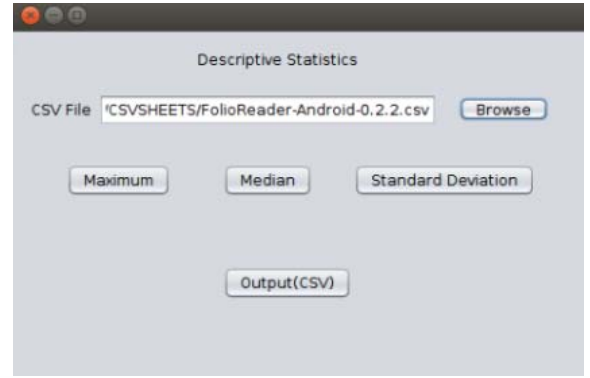 Descriptive Statistics
CSV File 'CSVSHEETS/FolioReader-Android-0.2.2.csv Browse
Maximum Median Standard Deviation
Output(CSV)